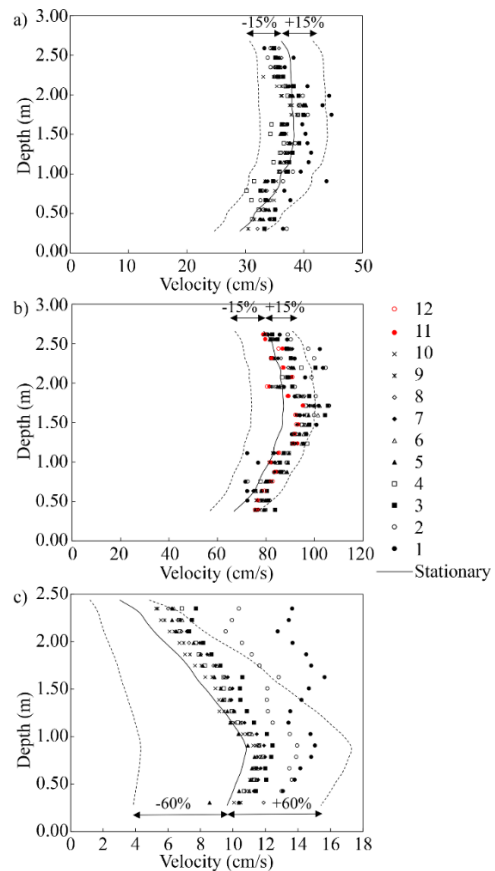 a)
-15% +15%
3.00
2.50
2.00
1.50
1.00
0.50
0.00
Depth (m)
0 10 20 30 40 50
Velocity (cm/s)
b)
-15% +15%
3.00
2.50
2.00
1.50
1.00
0.50
0.00
Depth (m)
0 20 40 60 80 100 120
Velocity (cm/s)
12
11
10
9
8
7
6
5
4
3
2
1
Stationary
c)
2.50
2.00
1.50
1.00
0.50
0.00
Depth (m)
-60% +60%
0 2 4 6 8 10 12 14 16 18
Velocity (cm/s)